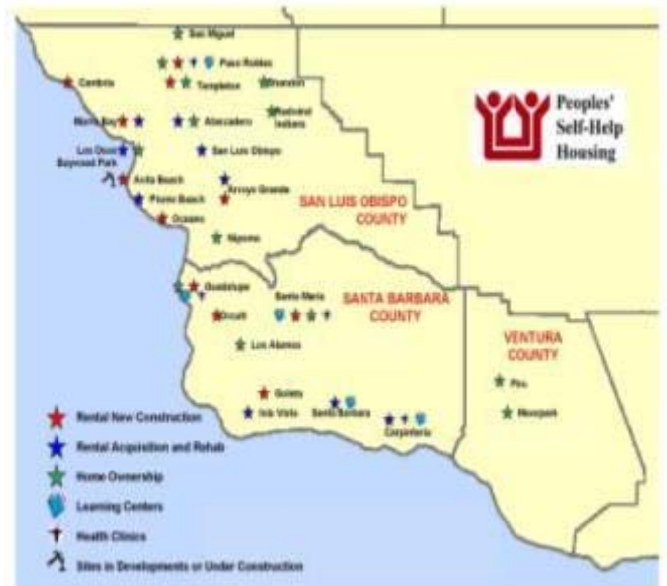 San Miguel
Paso Robles
Cambria
Templeton
Shandon
Morro Bay
Atascadero
Los Osos
Baywood Park
San Luis Obispo
Peoples'
Self-Help
Housing
Avila Beach
Arroyo Grande
Pismo Beach
SAN LUIS OBISPO
COUNTY
Oceano
Nipomo
Guadalupe
Santa Maria
SANTA BARBARA
COUNTY
Orcutt
VENTURA
COUNTY
Los Alamos
Piru
Goleta
Moorpark
Isla Vista
Santa Barbara
Carpinteria
Rental New Construction
Rental Acquisition and Rehab
Home Ownership
Learning Centers
Health Clinics
Sites in Developments or Under Construction